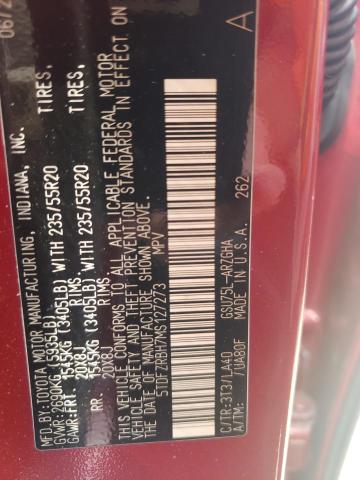 06/2
MFD.BY:TOYOTA MOTOR MANUFACTURING, INDIANA, INC.
GVWR:2690KG(5935LB)
GAWR:FRT. 1545KG (3405LB) WITH 235/55R20 TIRES,
20X8J RIMS
RR 1545KG (3405LB) WITH 235/55R20 TIRES,
20X8J RIMS
THIS VEHICLE CONFORMS TO ALL APPLICABLE FEDERAL MOTOR
VEHICLE SAFETY AND THEFT PREVENTION STANDARDS IN EFFECT ON
THE DATE OF MANUFACTURE SHOWN ABOVE.
5TDFZRBH7MS127273 MPV
C/TR:3T3/LA40 GSU75L-ARZGHA
A/TM: /UA80F MADE IN U.S.A. 262
A